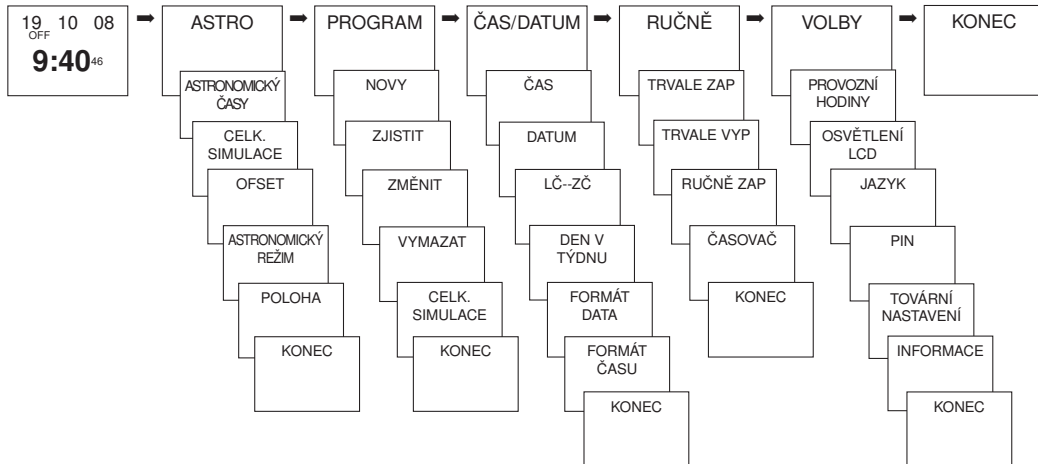 19 10 08
OFF
9:40 46
ASTRO
ASTRONOMICKÝ
ČASY
CELK.
SIMULACE
OFSET
ASTRONOMICKÝ
REŽIM
POLOHA
KONEC
PROGRAM
NOVY
ZJISTIT
ZMĚNIT
VYMAZAT
CELK.
SIMULACE
KONEC
ČAS/DATUM
ČAS
DATUM
LČ--ZČ
DEN V
TÝDNU
FORMÁT
DATA
FORMÁT
ČASU
KONEC
RUČNĚ
TRVALE ZAP
TRVALE VYP
RUČNĚ ZAP
ČASOVAČ
KONEC
VOLBY
PROVOZNÍ
HODINY
OSVĚTLENÍ
LCD
JAZYK
PIN
TOVÁRNÍ
NASTAVENÍ
INFORMACE
KONEC
KONEC